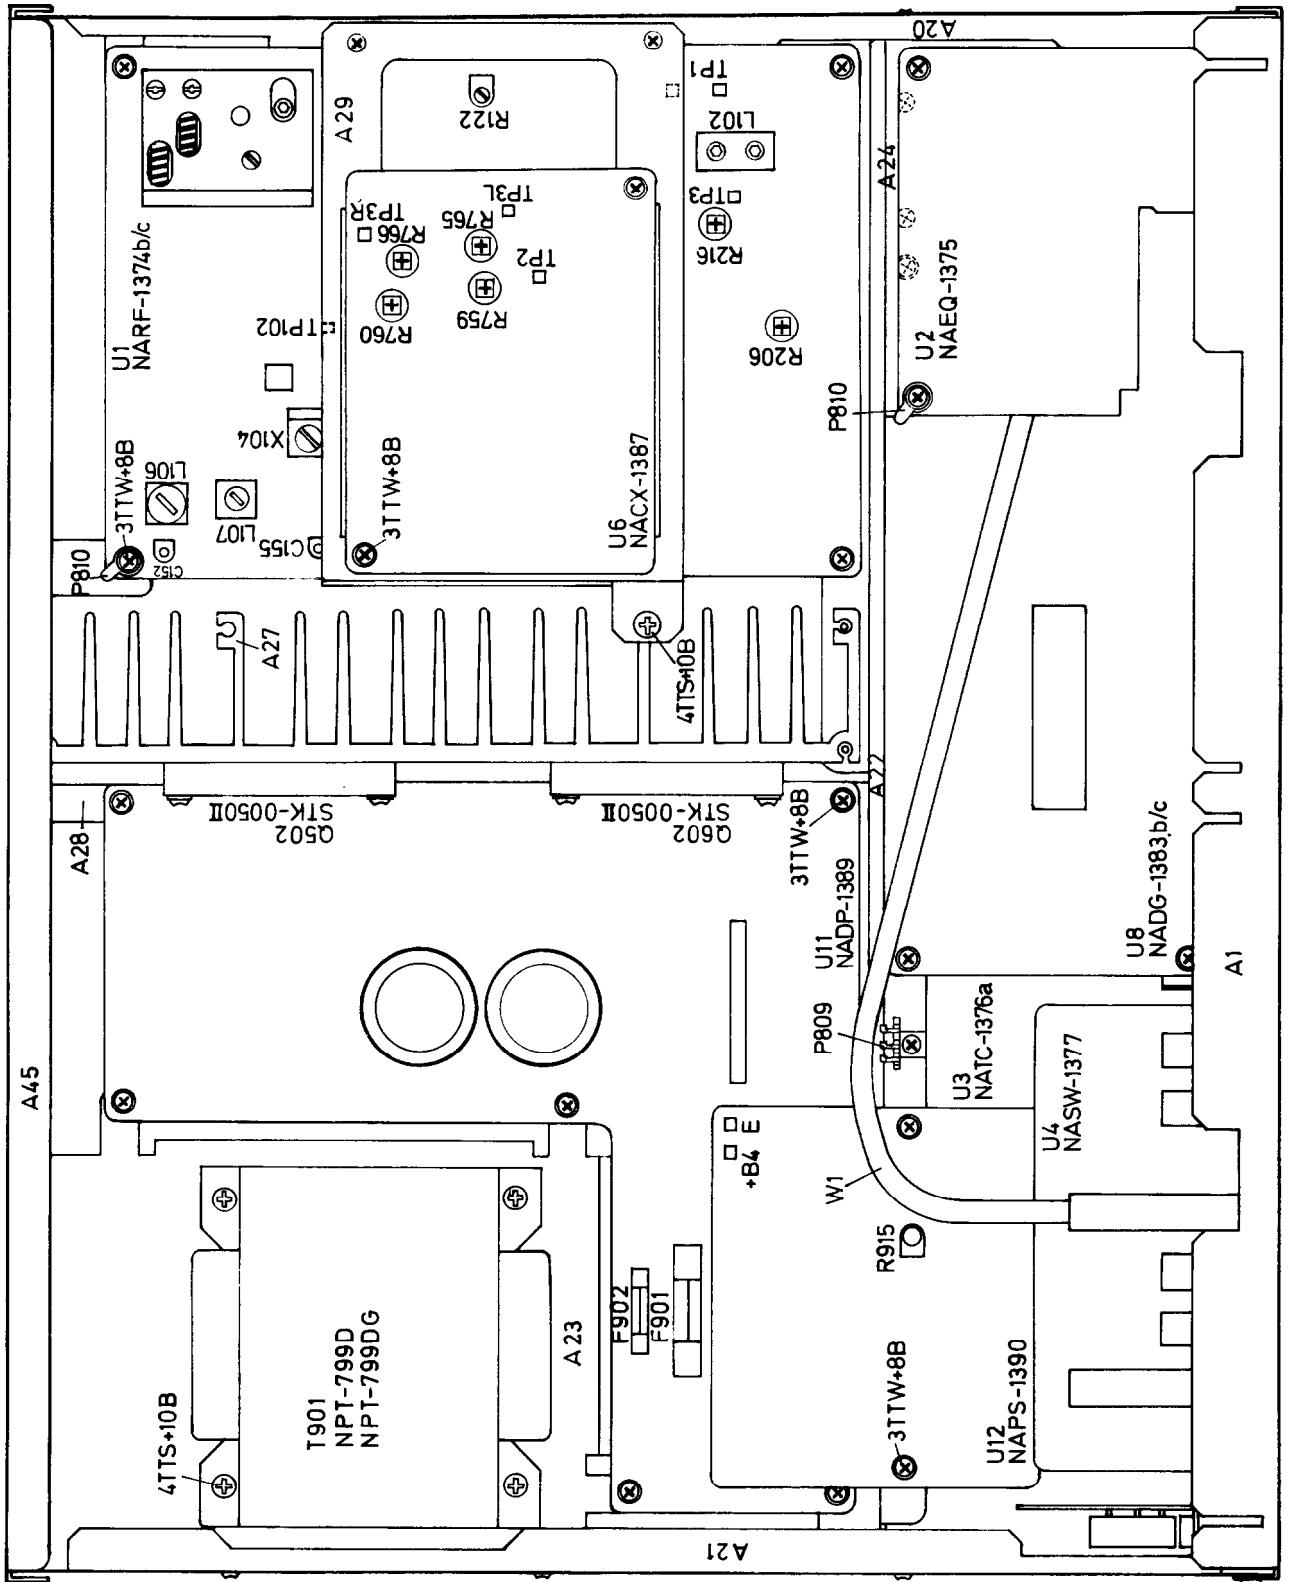 A20
A29
R122
TP1
L102
A24
TP3
R216
TP3R
R766
TP3L
R765
TP2
R760
R759
TP102
U1
NARF-1374b/c
R206
U2
NAEQ-1375
P810
X104
L106
3TTW+8B
L107
C155
C152
P810
3TTW+8B
U6
NACX-1387
A27
4TTS+10B
A28
Q502
STK-0050II
Q602
STK-0050II
3TTW+8B
U11
NADP-1389
U8
NADG-1383,b/c
A1
A45
P809
U3
NATC-1376a
U4
NASW-1377
E
+B4
W1
R915
F902
F901
A23
T901
NPT-799D
NPT-799DG
4TTS+10B
3TTW+8B
U12
NAPS-1390
A21